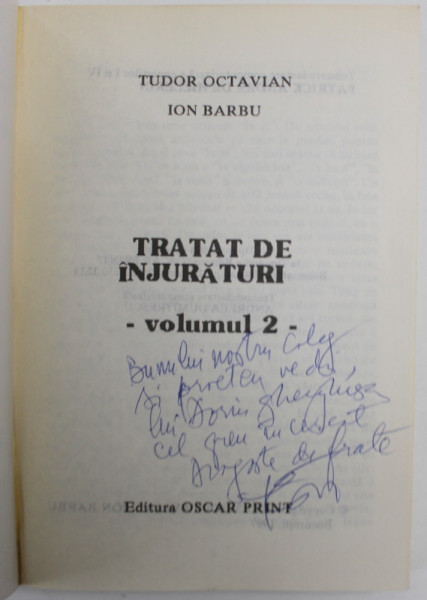 TUDOR OCTAVIAN
ION BARBU
TRATAT DE
ÎNJURĂTURI
- volumul 2 -
Bunului nostru coleg
și prieten
lui Dorin
cel greu încercat
dragoste de frate
Editura OSCAR PRINT